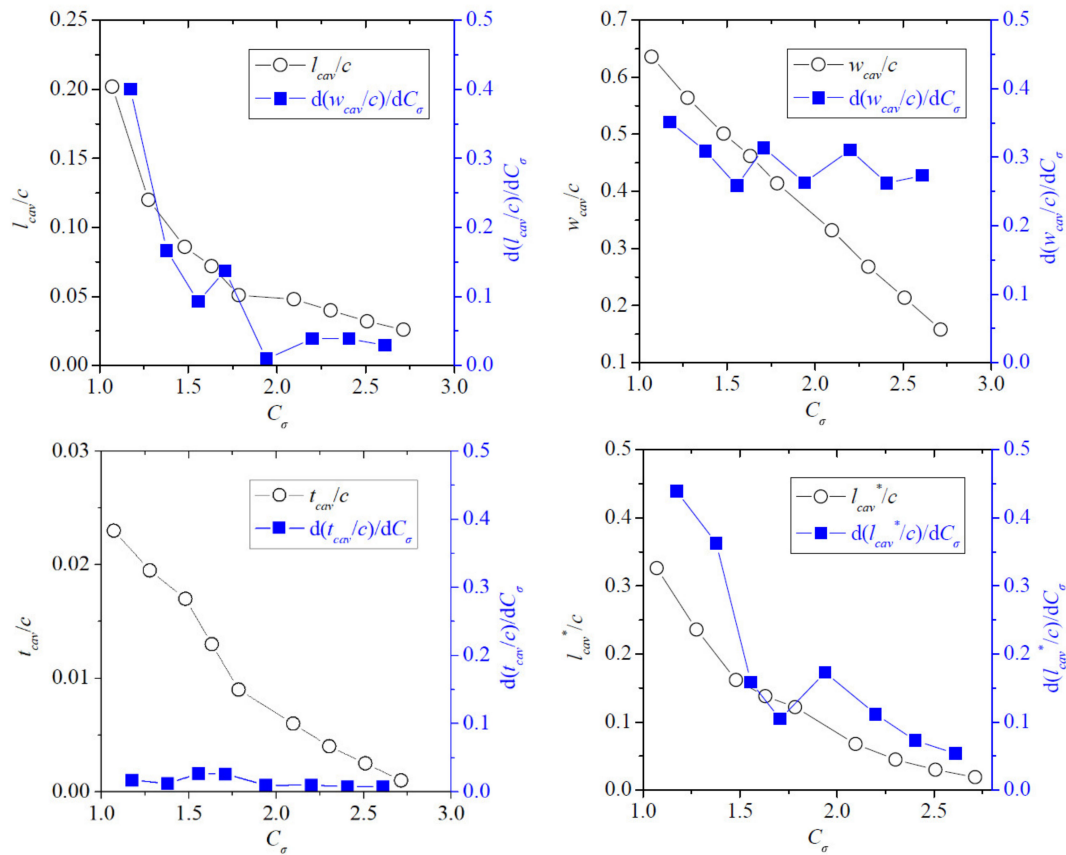 0.25
0.20
0.15
0.10
0.05
0.00
l_cav/c
0.5
0.4
0.3
0.2
0.1
0.0
d(l_cav/c)/dC_σ
l_cav/c
d(w_cav/c)/dC_σ
1.0 1.5 2.0 2.5 3.0
C_σ
0.7
0.6
0.5
0.4
0.3
0.2
0.1
w_cav/c
0.5
0.4
0.3
0.2
0.1
0.0
d(w_cav/c)/dC_σ
w_cav/c
d(w_cav/c)/dC_σ
1.0 1.5 2.0 2.5 3.0
C_σ
0.03
0.02
0.01
0.00
t_cav/c
0.5
0.4
0.3
0.2
0.1
0.0
d(t_cav/c)/dC_σ
t_cav/c
d(t_cav/c)/dC_σ
1.0 1.5 2.0 2.5 3.0
C_σ
0.5
0.4
0.3
0.2
0.1
0.0
l_cav*/c
0.5
0.4
0.3
0.2
0.1
0.0
d(l_cav*/c)/dC_σ
l_cav*/c
d(l_cav*/c)/dC_σ
1.0 1.5 2.0 2.5
C_σ